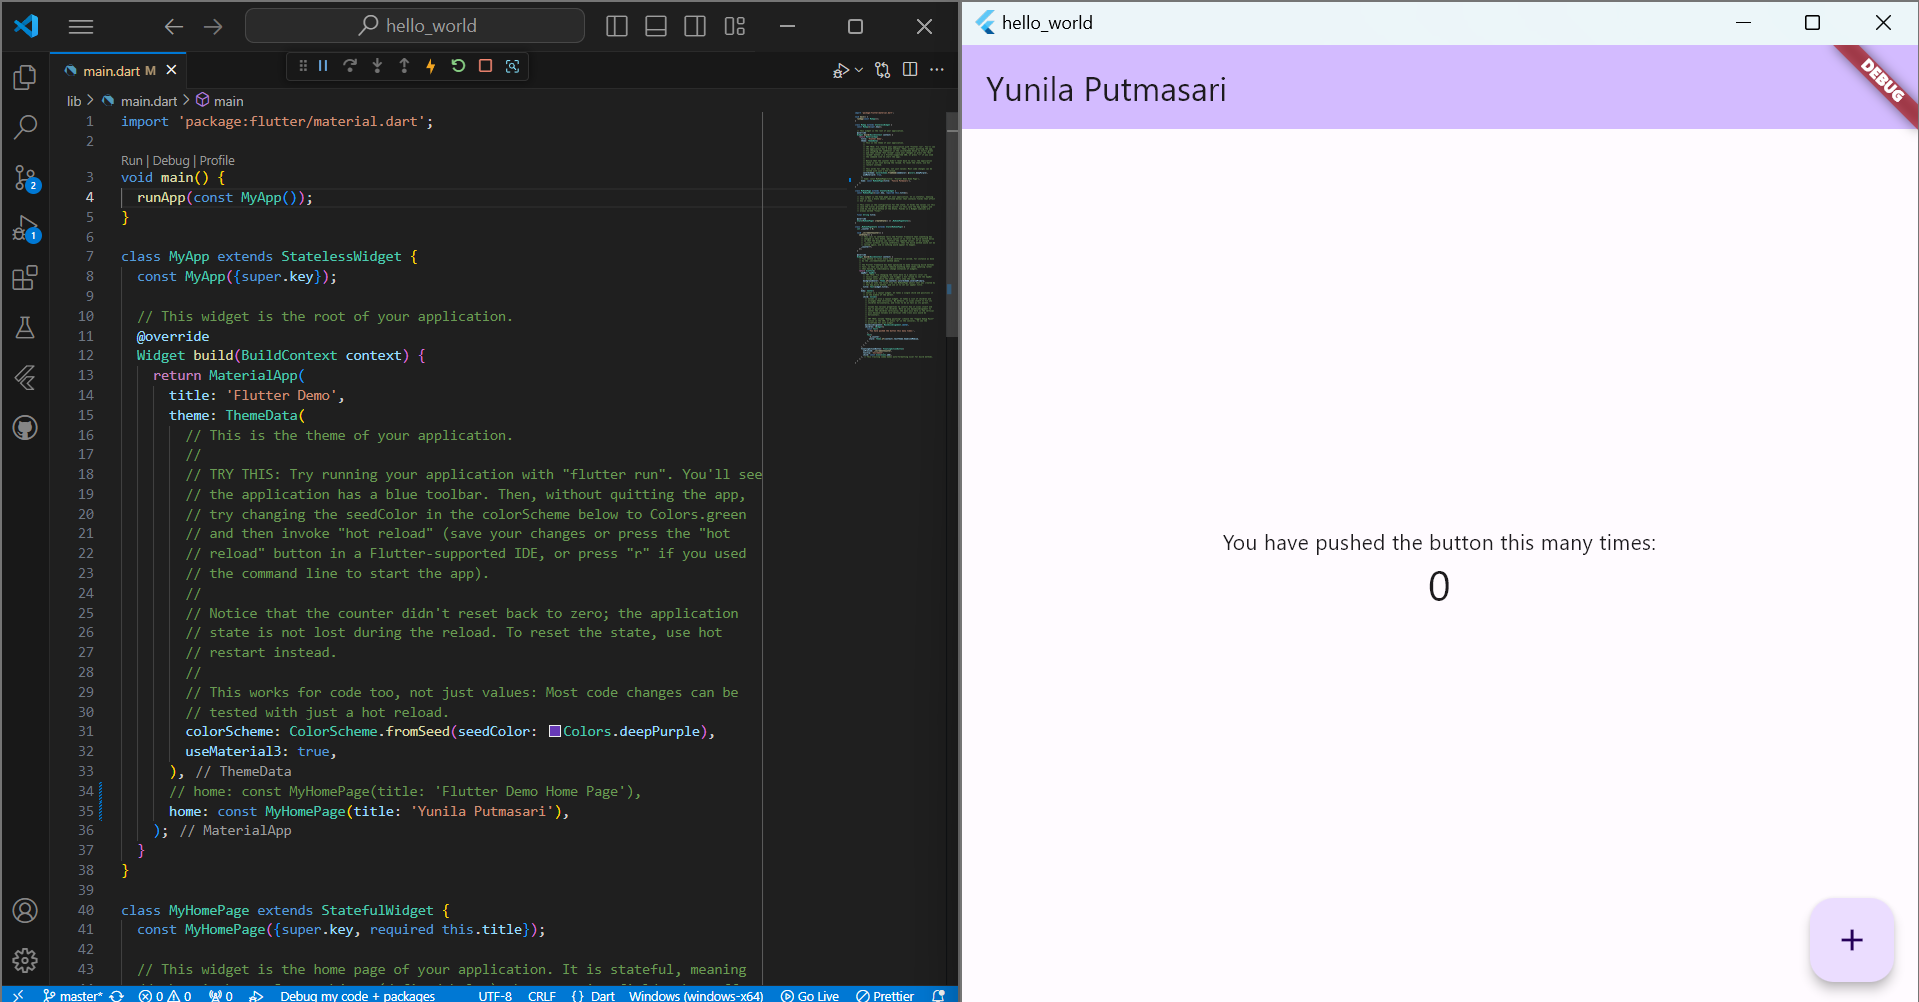 hello_world
main.dart M
lib > main.dart > main
1 import 'package:flutter/material.dart';
2
Run | Debug | Profile
3 void main() {
4 runApp(const MyApp());
5 }
6
7 class MyApp extends StatelessWidget {
8 const MyApp({super.key});
9
10 // This widget is the root of your application.
11 @override
12 Widget build(BuildContext context) {
13 return MaterialApp(
14 title: 'Flutter Demo',
15 theme: ThemeData(
16 // This is the theme of your application.
17 //
18 // TRY THIS: Try running your application with "flutter run". You'll see
19 // the application has a blue toolbar. Then, without quitting the app,
20 // try changing the seedColor in the colorScheme below to Colors.green
21 // and then invoke "hot reload" (save your changes or press the "hot
22 // reload" button in a Flutter-supported IDE, or press "r" if you used
23 // the command line to start the app).
24 //
25 // Notice that the counter didn't reset back to zero; the application
26 // state is not lost during the reload. To reset the state, use hot
27 // restart instead.
28 //
29 // This works for code too, not just values: Most code changes can be
30 // tested with just a hot reload.
31 colorScheme: ColorScheme.fromSeed(seedColor: Colors.deepPurple),
32 useMaterial3: true,
33 ), // ThemeData
34 // home: const MyHomePage(title: 'Flutter Demo Home Page'),
35 home: const MyHomePage(title: 'Yunila Putmasari'),
36 ); // MaterialApp
37 }
38 }
39
40 class MyHomePage extends StatefulWidget {
41 const MyHomePage({super.key, required this.title});
42
43 // This widget is the home page of your application. It is stateful, meaning
2
1
master* 0 0 0 Debug my code + packages UTF-8 CRLF {} Dart Windows (windows-x64) Go Live Prettier
hello_world
Yunila Putmasari
DEBUG
You have pushed the button this many times:
0
+